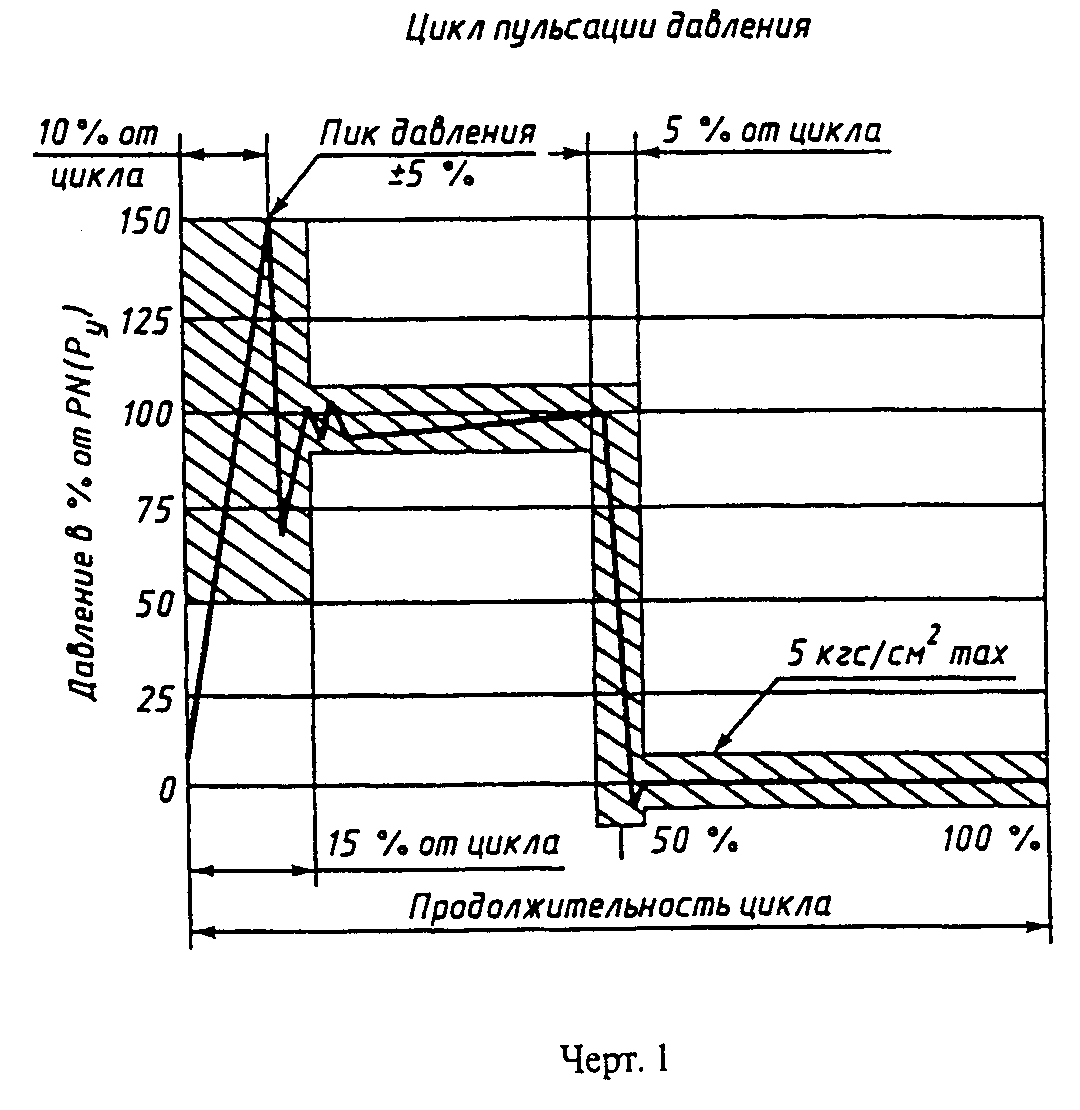 Цикл пульсации давления
10 % от
цикла
Пик давления
±5 %
5 % от цикла
150
125
100
75
50
25
0
Давление в % от PN(Pу)
5 кгс/см² max
50 %
100 %
15 % от цикла
Продолжительность цикла
Черт. 1